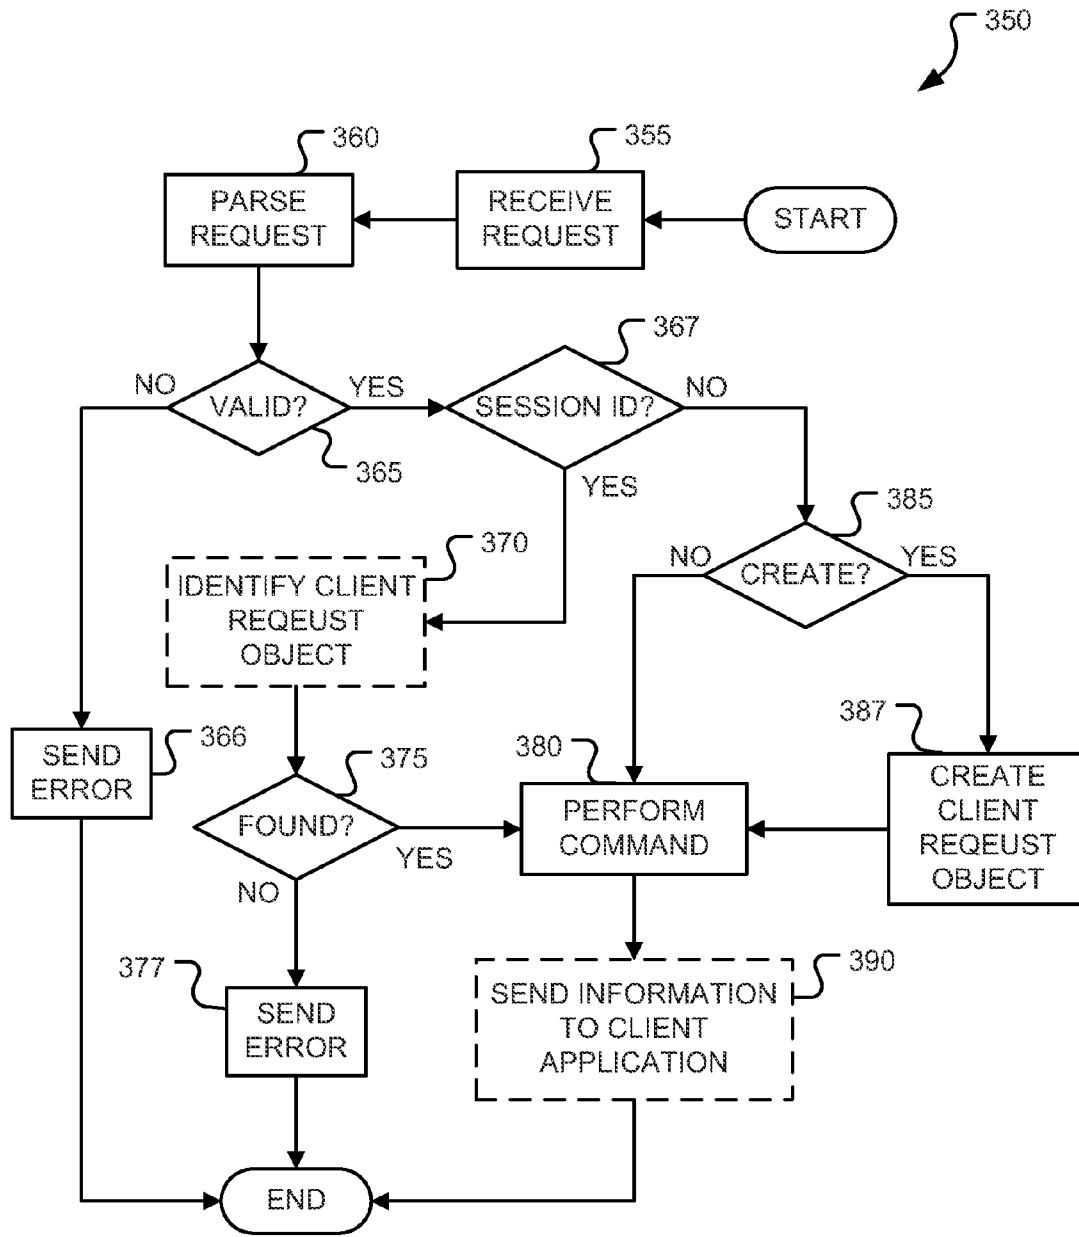 350
360
355
PARSE
REQUEST
RECEIVE
REQUEST
START
367
NO
VALID?
YES
SESSION ID?
NO
365
YES
385
370
NO
CREATE?
YES
IDENTIFY CLIENT
REQEUST
OBJECT
387
366
SEND
ERROR
375
380
CREATE
CLIENT
REQEUST
OBJECT
FOUND?
YES
PERFORM
COMMAND
NO
377
390
SEND
ERROR
SEND INFORMATION
TO CLIENT
APPLICATION
END